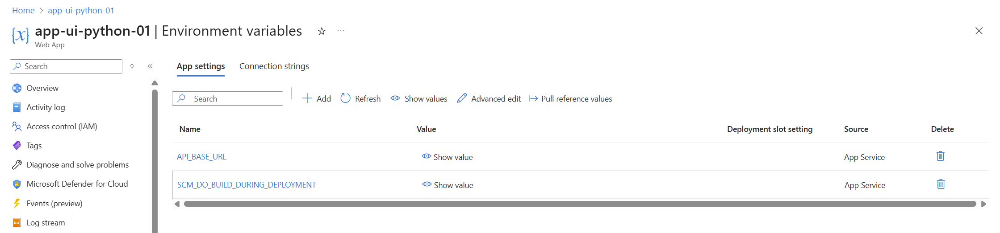 Home > app-ui-python-01
{x} app-ui-python-01 | Environment variables ☆ ...
Web App
Search
Overview
Activity log
Access control (IAM)
Tags
Diagnose and solve problems
Microsoft Defender for Cloud
Events (preview)
Log stream
App settings Connection strings
Search Add Refresh Show values Advanced edit Pull reference values
Name Value Deployment slot setting Source Delete
API_BASE_URL Show value App Service
SCM_DO_BUILD_DURING_DEPLOYMENT Show value App Service